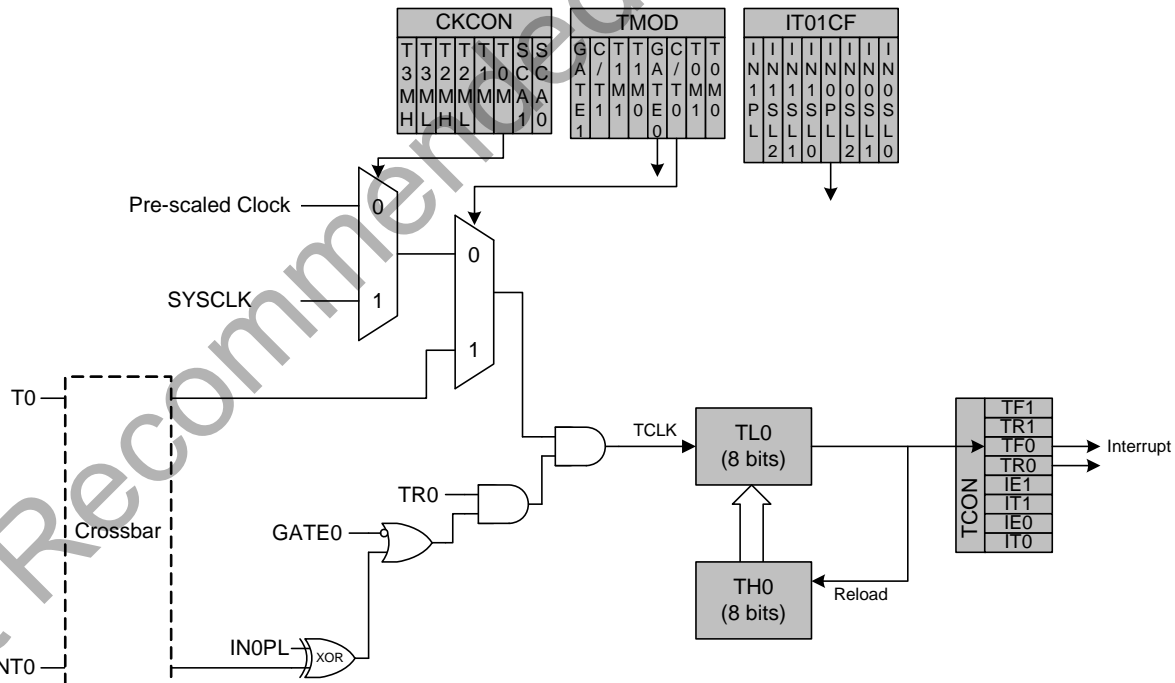 CKCON
TMOD
IT01CF
T3MH
T3ML
T2MH
T2ML
T1M
T0M
SCA1
SCA0
GATE1
C/T1
T1M1
T1M0
GATE0
C/T0
T0M1
T0M0
IN1PL
IN1SL2
IN1SL1
IN1SL0
IN0PL
IN0SL2
IN0SL1
IN0SL0
Pre-scaled Clock
0
0
SYSCLK
1
1
T0
TCLK
TL0
(8 bits)
TCON
TF1
TR1
TF0
TR0
IE1
IT1
IE0
IT0
Interrupt
TR0
GATE0
Crossbar
TH0
(8 bits)
Reload
IN0PL
XOR
NT0
Recommended